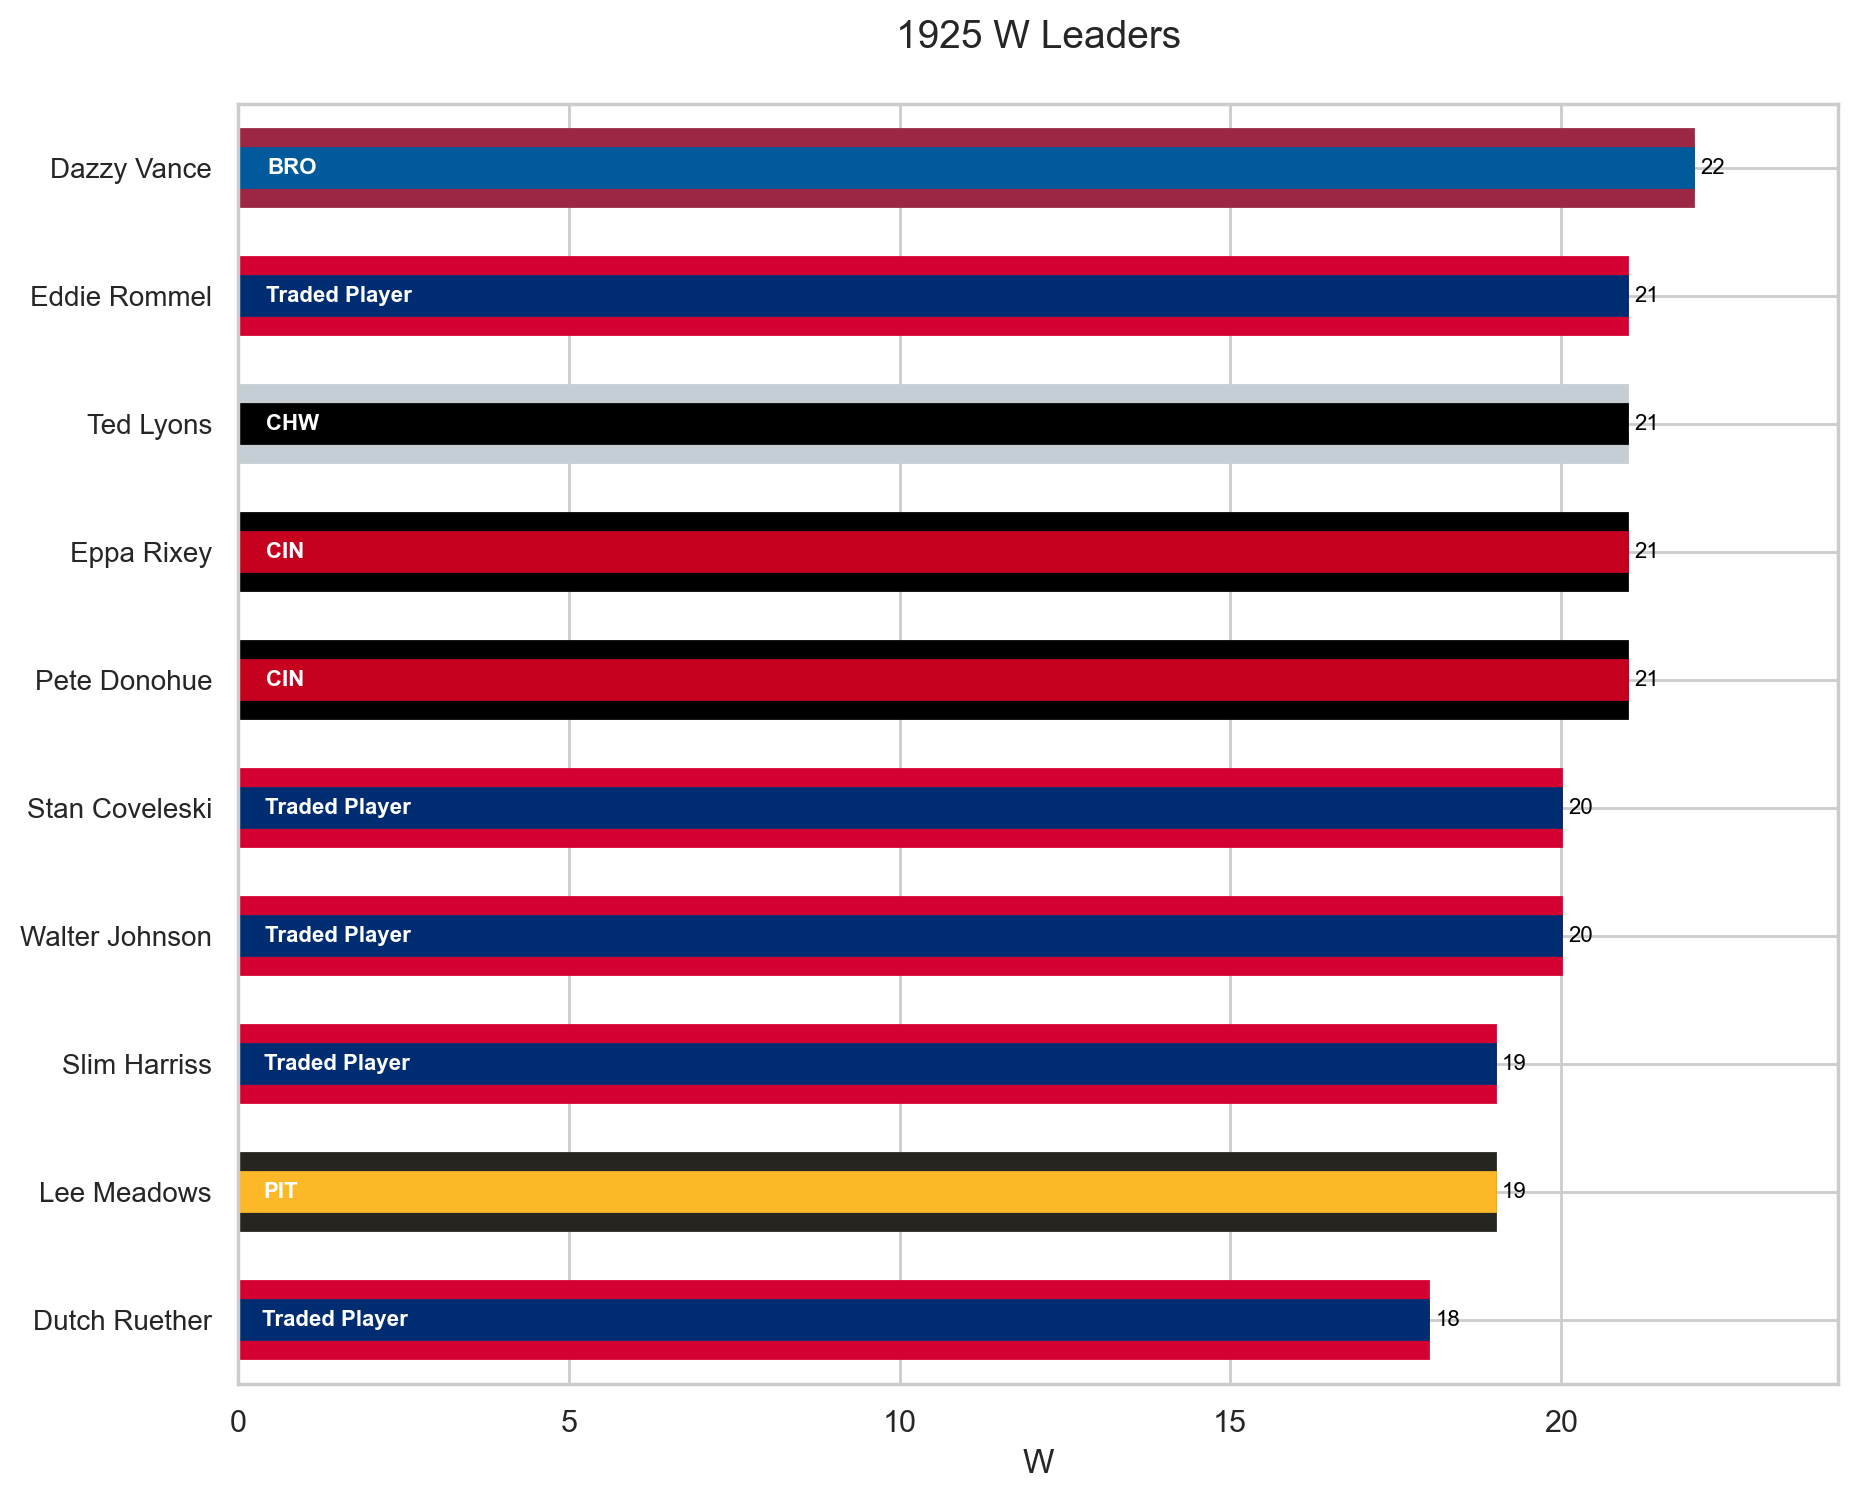 1925 W Leaders
Dazzy Vance BRO 22
Eddie Rommel Traded Player 21
Ted Lyons CHW 21
Eppa Rixey CIN 21
Pete Donohue CIN 21
Stan Coveleski Traded Player 20
Walter Johnson Traded Player 20
Slim Harriss Traded Player 19
Lee Meadows PIT 19
Dutch Ruether Traded Player 18
0 5 10 15 20
W